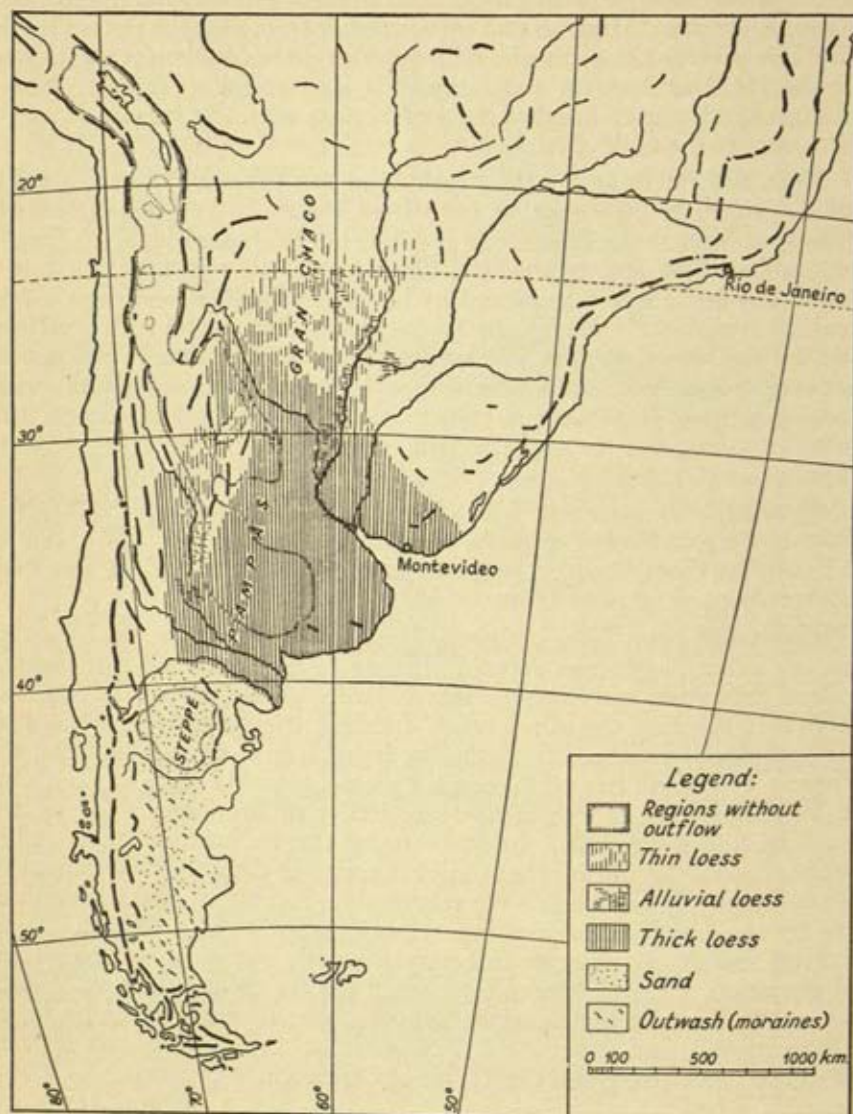 20°
GRAN CHACO
Rio de Janeiro
30°
PAMPAS
Montevideo
40°
STEPPE
50°
80°
70°
60°
50°
Legend:
Regions without
outflow
Thin loess
Alluvial loess
Thick loess
Sand
Outwash (moraines)
0 100 500 1000 km.